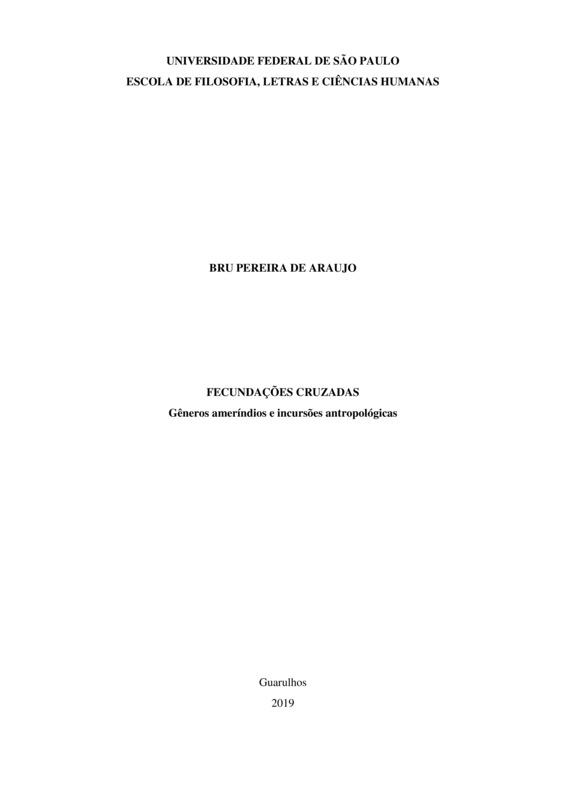 UNIVERSIDADE FEDERAL DE SÃO PAULO
ESCOLA DE FILOSOFIA, LETRAS E CIÊNCIAS HUMANAS
BRU PEREIRA DE ARAUJO
FECUNDAÇÕES CRUZADAS
Gêneros ameríndios e incursões antropológicas
Guarulhos
2019